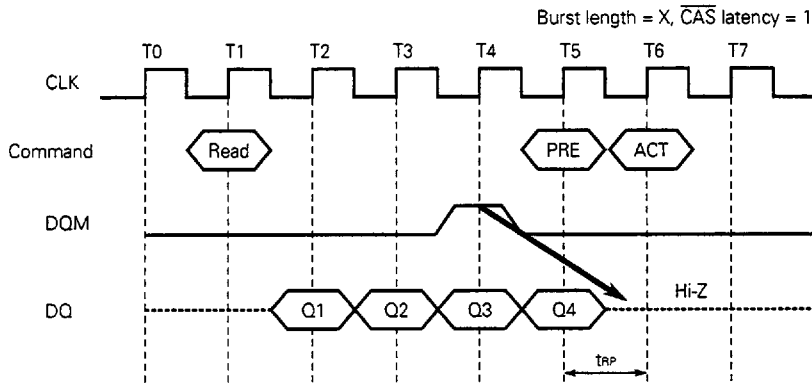 Burst length = X, CAS latency = 1
T0 T1 T2 T3 T4 T5 T6 T7
CLK
Command Read PRE ACT
DQM
DQ Q1 Q2 Q3 Q4 Hi-Z
tRP